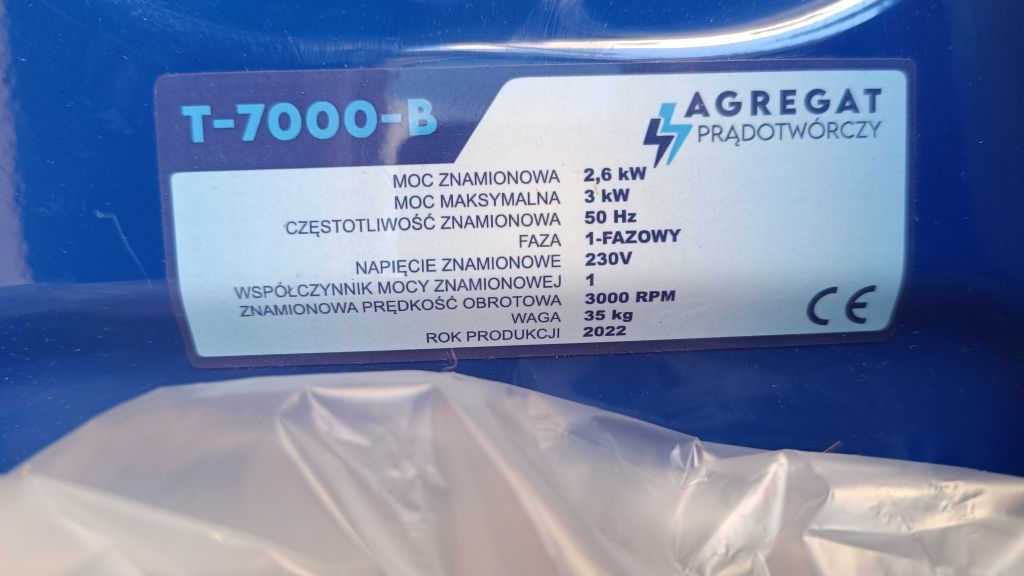 T-7000-B
AGREGAT
PRĄDOTWÓRCZY
MOC ZNAMIONOWA 2,6 kW
MOC MAKSYMALNA 3 kW
CZĘSTOTLIWOŚĆ ZNAMIONOWA 50 Hz
FAZA 1-FAZOWY
NAPIĘCIE ZNAMIONOWE 230V
WSPÓŁCZYNNIK MOCY ZNAMIONOWEJ 1
ZNAMIONOWA PRĘDKOŚĆ OBROTOWA 3000 RPM
WAGA 35 kg
ROK PRODUKCJI 2022
CE